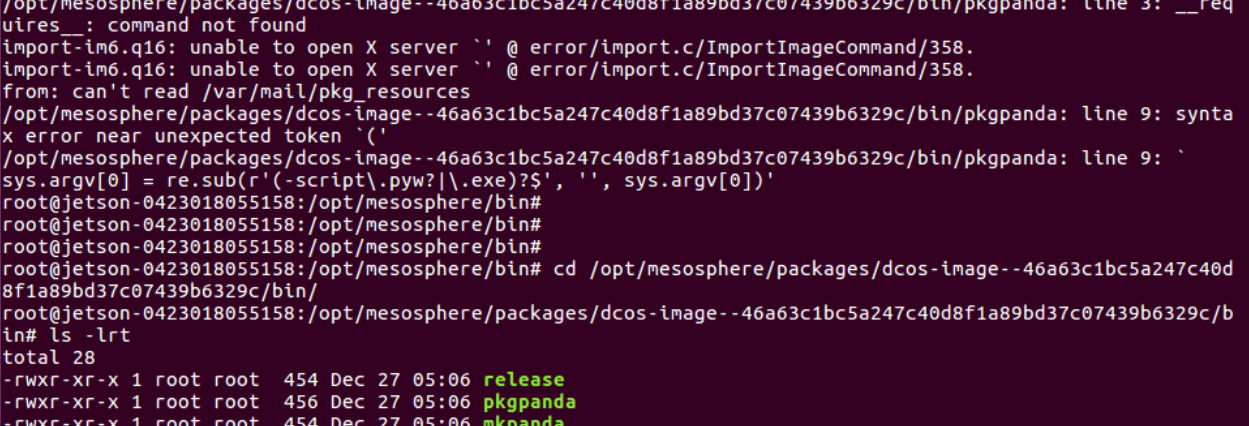 /opt/mesosphere/packages/dcos-image--46a63c1bc5a247c40d8f1a89bd37c07439b6329c/bin/pkgpanda: line 3: __req
uires__: command not found
import-im6.q16: unable to open X server `' @ error/import.c/ImportImageCommand/358.
import-im6.q16: unable to open X server `' @ error/import.c/ImportImageCommand/358.
from: can't read /var/mail/pkg_resources
/opt/mesosphere/packages/dcos-image--46a63c1bc5a247c40d8f1a89bd37c07439b6329c/bin/pkgpanda: line 9: synta
x error near unexpected token `('
/opt/mesosphere/packages/dcos-image--46a63c1bc5a247c40d8f1a89bd37c07439b6329c/bin/pkgpanda: line 9: `
sys.argv[0] = re.sub(r'(-script\.pyw?|\.exe)?$', '', sys.argv[0])'
root@jetson-0423018055158:/opt/mesosphere/bin#
root@jetson-0423018055158:/opt/mesosphere/bin#
root@jetson-0423018055158:/opt/mesosphere/bin#
root@jetson-0423018055158:/opt/mesosphere/bin# cd /opt/mesosphere/packages/dcos-image--46a63c1bc5a247c40d
8f1a89bd37c07439b6329c/bin/
root@jetson-0423018055158:/opt/mesosphere/packages/dcos-image--46a63c1bc5a247c40d8f1a89bd37c07439b6329c/b
in# ls -lrt
total 28
-rwxr-xr-x 1 root root  454 Dec 27 05:06 release
-rwxr-xr-x 1 root root  456 Dec 27 05:06 pkgpanda
-rwxr-xr-x 1 root root  454 Dec 27 05:06 mkpanda